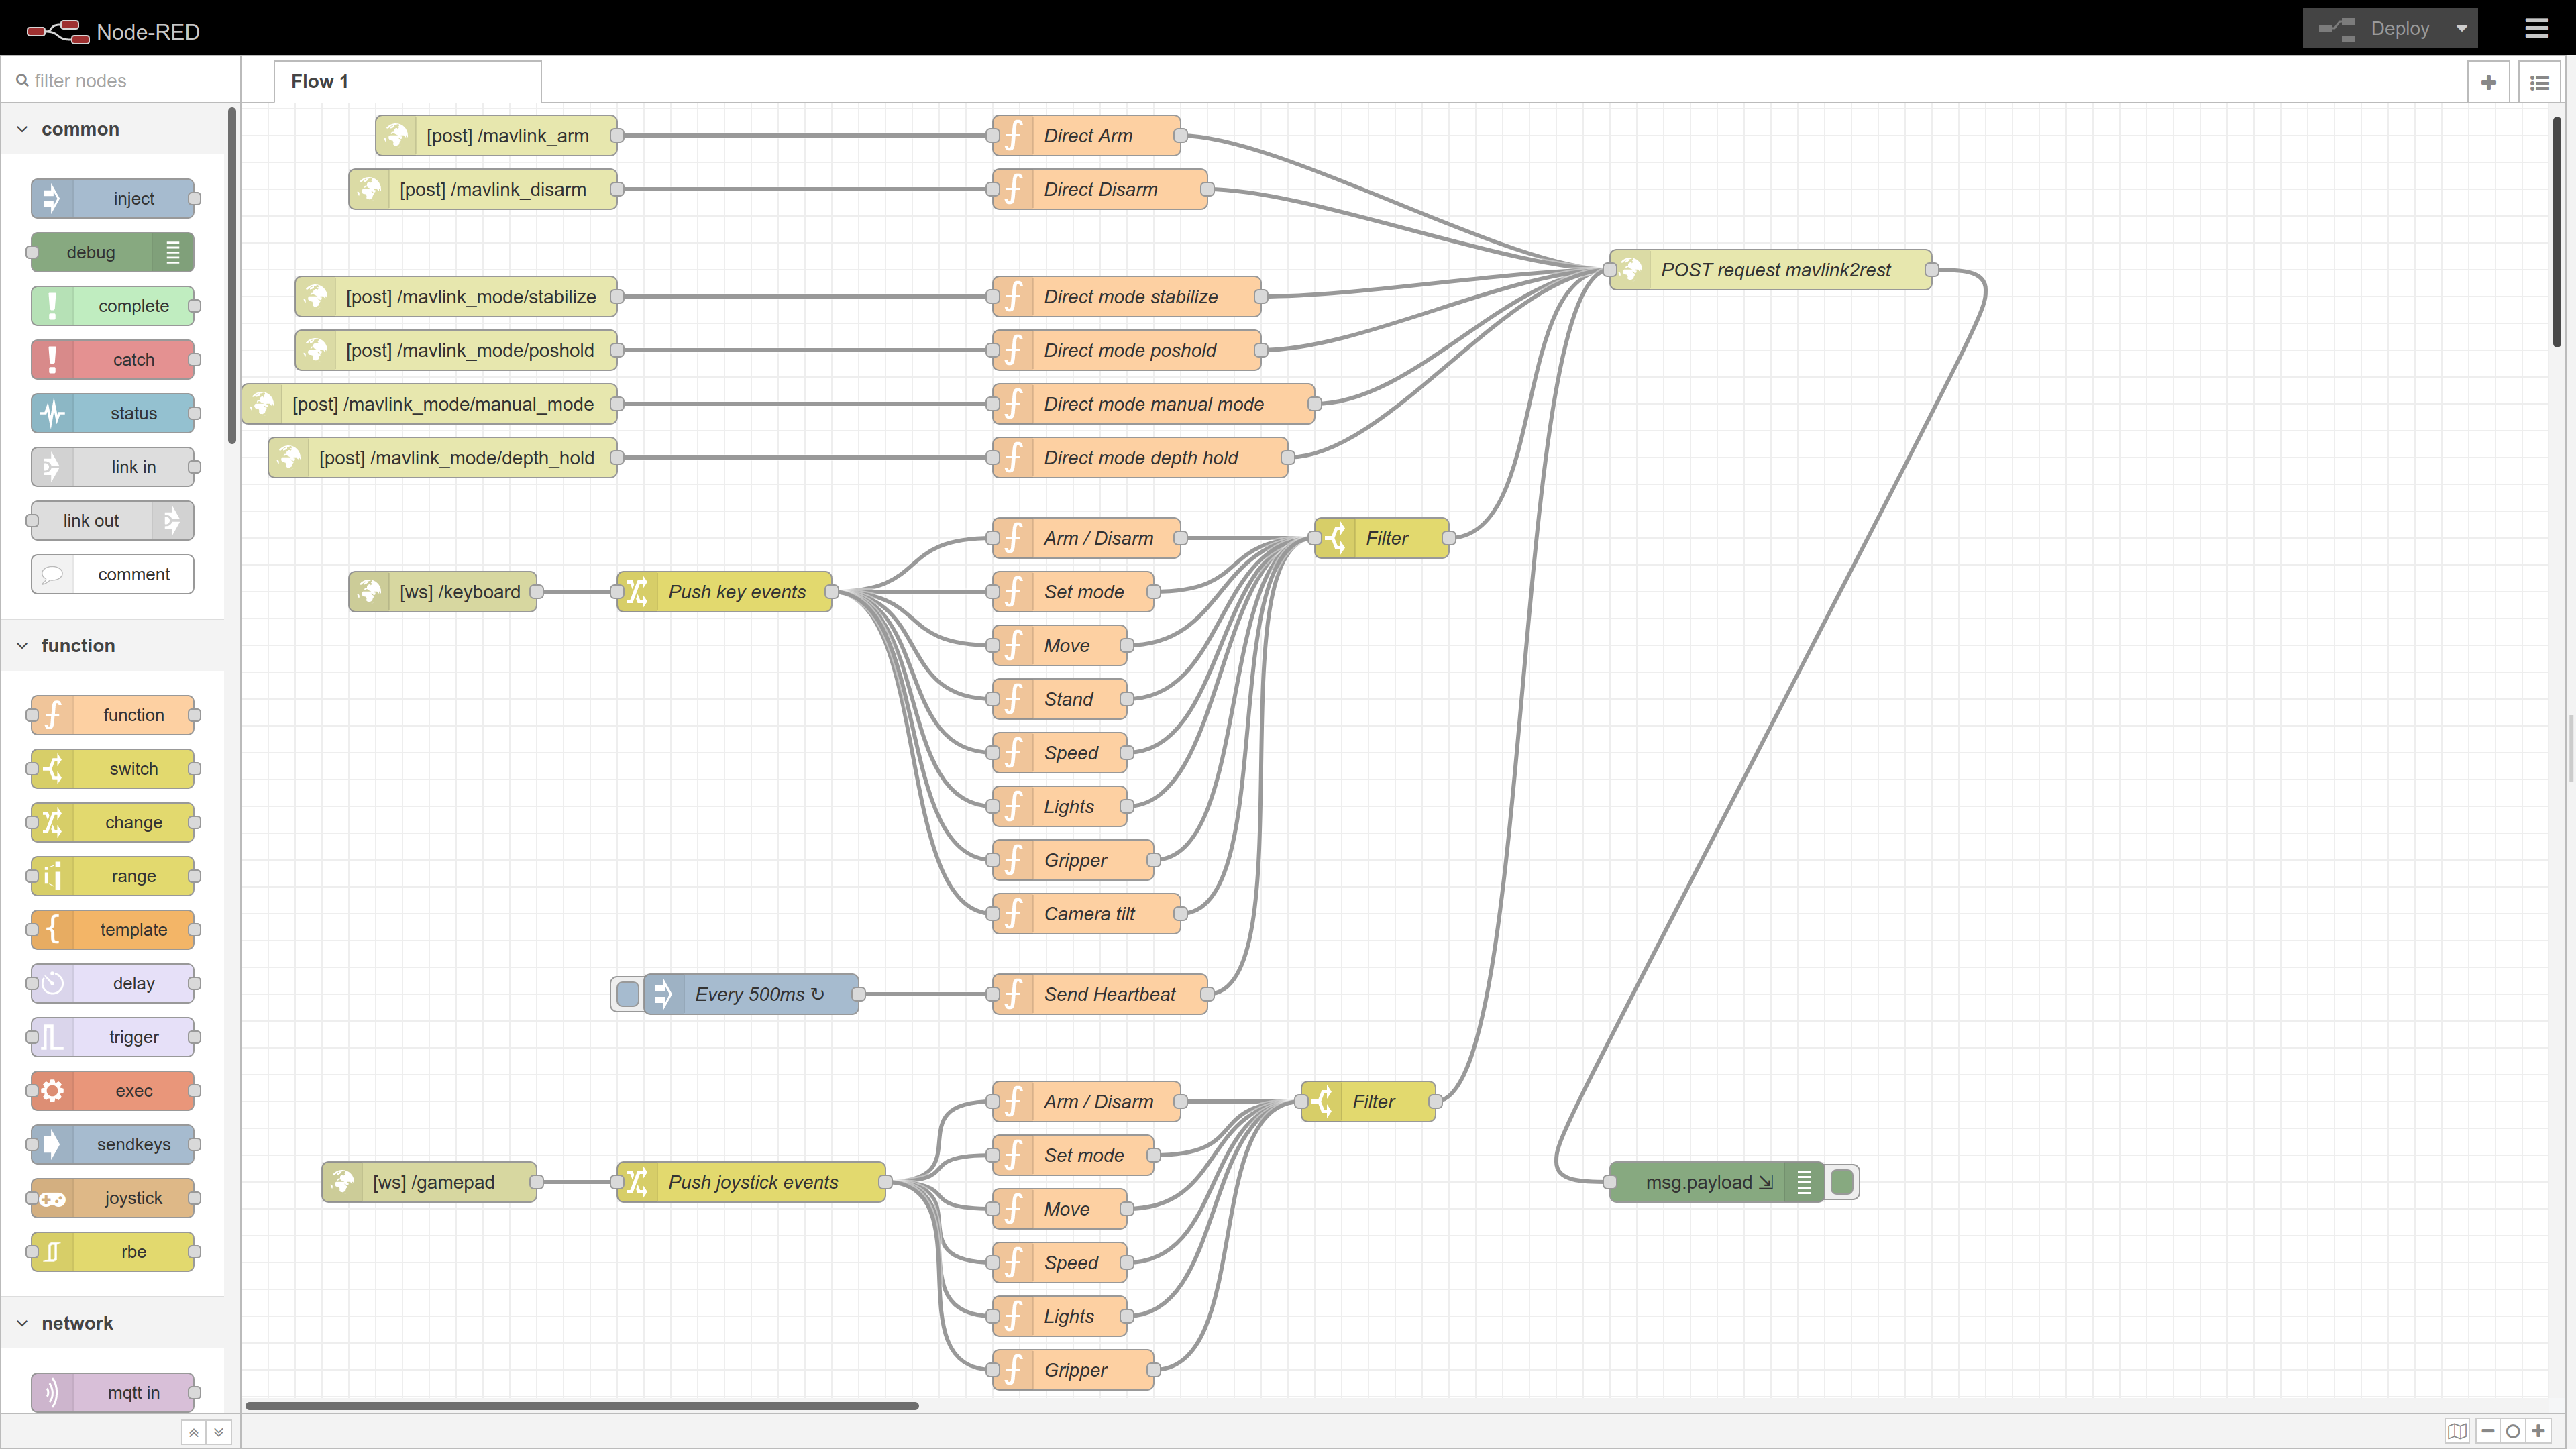 Node-RED
Deploy
filter nodes
Flow 1
common
inject
debug
complete
catch
status
link in
link out
comment
function
function
switch
change
range
template
delay
trigger
exec
sendkeys
joystick
rbe
network
mqtt in
[post] /mavlink_arm
Direct Arm
[post] /mavlink_disarm
Direct Disarm
POST request mavlink2rest
[post] /mavlink_mode/stabilize
Direct mode stabilize
[post] /mavlink_mode/poshold
Direct mode poshold
[post] /mavlink_mode/manual_mode
Direct mode manual mode
[post] /mavlink_mode/depth_hold
Direct mode depth hold
Arm / Disarm
Filter
[ws] /keyboard
Push key events
Set mode
Move
Stand
Speed
Lights
Gripper
Camera tilt
Every 500ms ↻
Send Heartbeat
Arm / Disarm
Filter
Set mode
[ws] /gamepad
Push joystick events
msg.payload ⇲
Move
Speed
Lights
Gripper